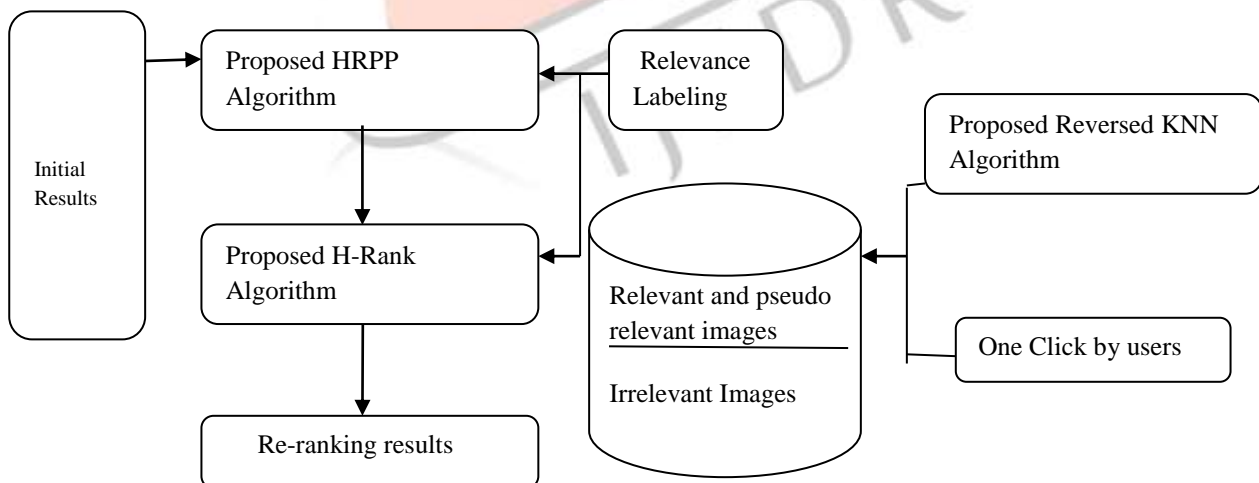 Initial
Results
Proposed HRPP
Algorithm
Relevance
Labeling
Proposed H-Rank
Algorithm
Re-ranking results
Relevant and pseudo
relevant images
Irrelevant Images
Proposed Reversed KNN
Algorithm
One Click by users
IJDR